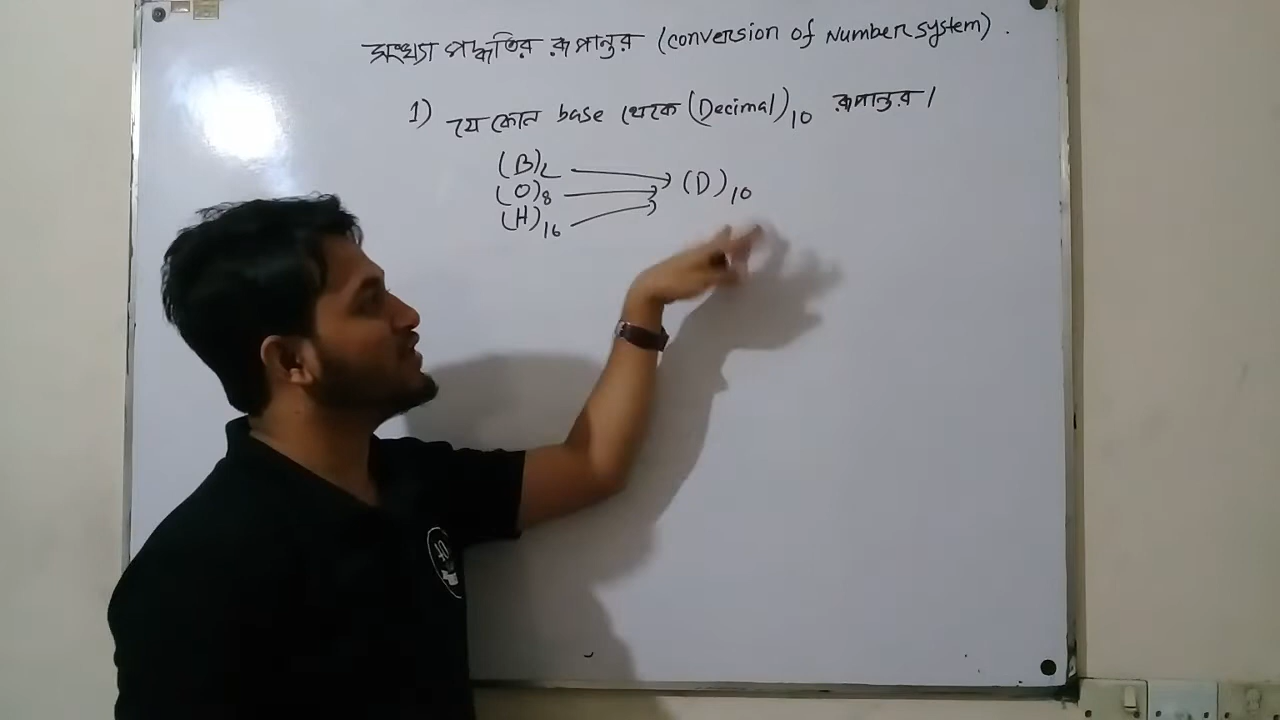 সংখ্যা পদ্ধতির রূপান্তর (conversion of Number system).
1) যে কোন base থেকে (Decimal)10 রূপান্তর।
(B)2 → (D)10
(O)8 →
(H)16 →